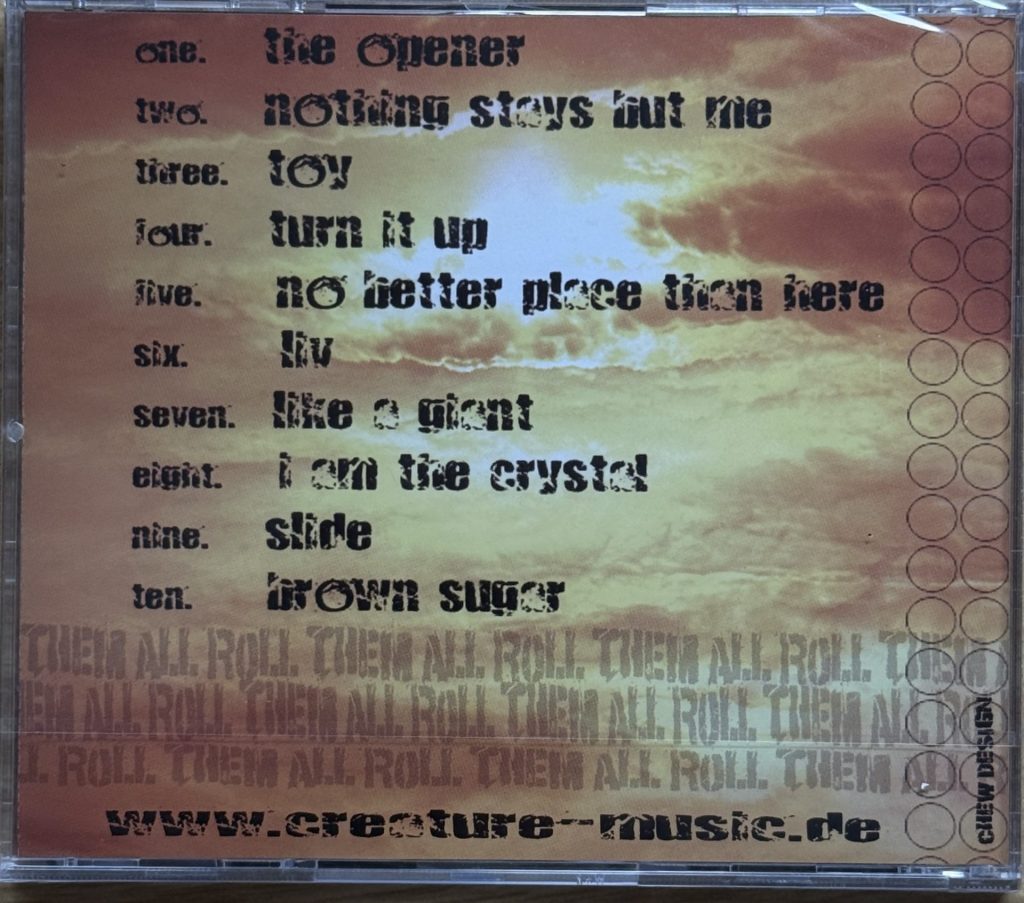 one. the opener
two. nothing stays but me
three. toy
four. turn it up
five. no better place than here
six. liv
seven. like a giant
eight. i am the crystal
nine. slide
ten. brown sugar
THEM ALL ROLL THEM ALL ROLL THEM ALL ROLL THEM
EM ALL ROLL THEM ALL ROLL THEM ALL ROLL THEM ALL RO
L ROLL THEM ALL ROLL THEM ALL ROLL THEM ALL
www.creature-music.de
CHEW DESIGN